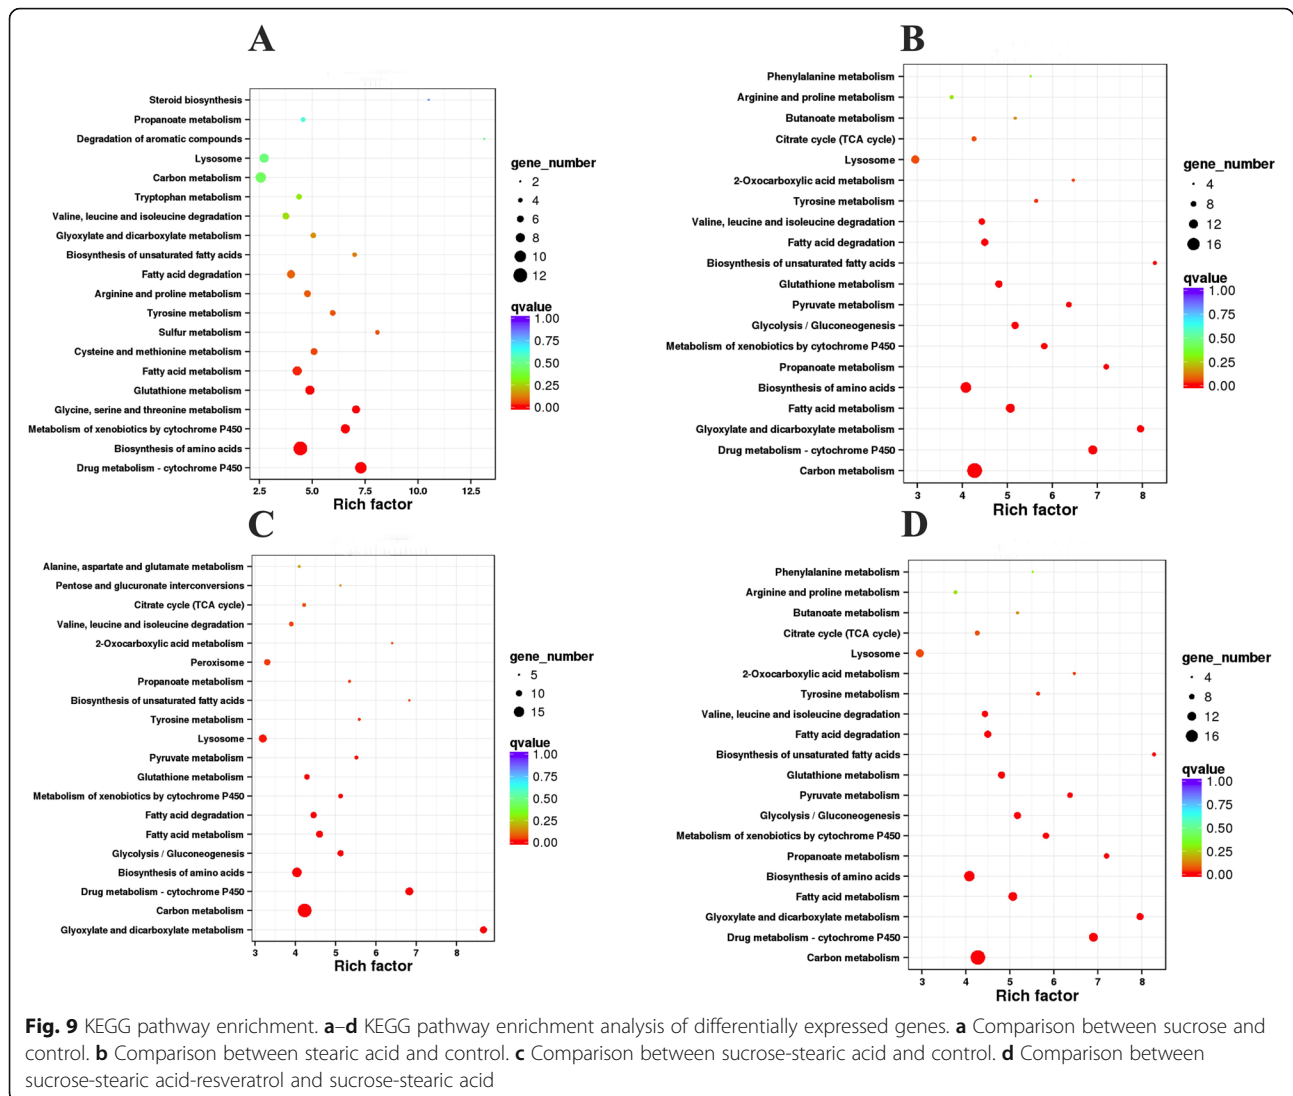 A
Steroid biosynthesis
Propanoate metabolism
Degradation of aromatic compounds
Lysosome
Carbon metabolism
Tryptophan metabolism
Valine, leucine and isoleucine degradation
Glyoxylate and dicarboxylate metabolism
Biosynthesis of unsaturated fatty acids
Fatty acid degradation
Arginine and proline metabolism
Tyrosine metabolism
Sulfur metabolism
Cysteine and methionine metabolism
Fatty acid metabolism
Glutathione metabolism
Glycine, serine and threonine metabolism
Metabolism of xenobiotics by cytochrome P450
Biosynthesis of amino acids
Drug metabolism - cytochrome P450
2.5 5.0 7.5 10.0 12.5
Rich factor
gene_number
2
4
6
8
10
12
qvalue
1.00
0.75
0.50
0.25
0.00
B
Phenylalanine metabolism
Arginine and proline metabolism
Butanoate metabolism
Citrate cycle (TCA cycle)
Lysosome
2-Oxocarboxylic acid metabolism
Tyrosine metabolism
Valine, leucine and isoleucine degradation
Fatty acid degradation
Biosynthesis of unsaturated fatty acids
Glutathione metabolism
Pyruvate metabolism
Glycolysis / Gluconeogenesis
Metabolism of xenobiotics by cytochrome P450
Propanoate metabolism
Biosynthesis of amino acids
Fatty acid metabolism
Glyoxylate and dicarboxylate metabolism
Drug metabolism - cytochrome P450
Carbon metabolism
3 4 5 6 7 8
Rich factor
gene_number
4
8
12
16
qvalue
1.00
0.75
0.50
0.25
0.00
C
Alanine, aspartate and glutamate metabolism
Pentose and glucuronate interconversions
Citrate cycle (TCA cycle)
Valine, leucine and isoleucine degradation
2-Oxocarboxylic acid metabolism
Peroxisome
Propanoate metabolism
Biosynthesis of unsaturated fatty acids
Tyrosine metabolism
Lysosome
Pyruvate metabolism
Glutathione metabolism
Metabolism of xenobiotics by cytochrome P450
Fatty acid degradation
Fatty acid metabolism
Glycolysis / Gluconeogenesis
Biosynthesis of amino acids
Drug metabolism - cytochrome P450
Carbon metabolism
Glyoxylate and dicarboxylate metabolism
3 4 5 6 7 8
Rich factor
gene_number
5
10
15
qvalue
1.00
0.75
0.50
0.25
0.00
D
Phenylalanine metabolism
Arginine and proline metabolism
Butanoate metabolism
Citrate cycle (TCA cycle)
Lysosome
2-Oxocarboxylic acid metabolism
Tyrosine metabolism
Valine, leucine and isoleucine degradation
Fatty acid degradation
Biosynthesis of unsaturated fatty acids
Glutathione metabolism
Pyruvate metabolism
Glycolysis / Gluconeogenesis
Metabolism of xenobiotics by cytochrome P450
Propanoate metabolism
Biosynthesis of amino acids
Fatty acid metabolism
Glyoxylate and dicarboxylate metabolism
Drug metabolism - cytochrome P450
Carbon metabolism
3 4 5 6 7 8
Rich factor
gene_number
4
8
12
16
qvalue
1.00
0.75
0.50
0.25
0.00
Fig. 9 KEGG pathway enrichment. a–d KEGG pathway enrichment analysis of differentially expressed genes. a Comparison between sucrose and
control. b Comparison between stearic acid and control. c Comparison between sucrose-stearic acid and control. d Comparison between
sucrose-stearic acid-resveratrol and sucrose-stearic acid